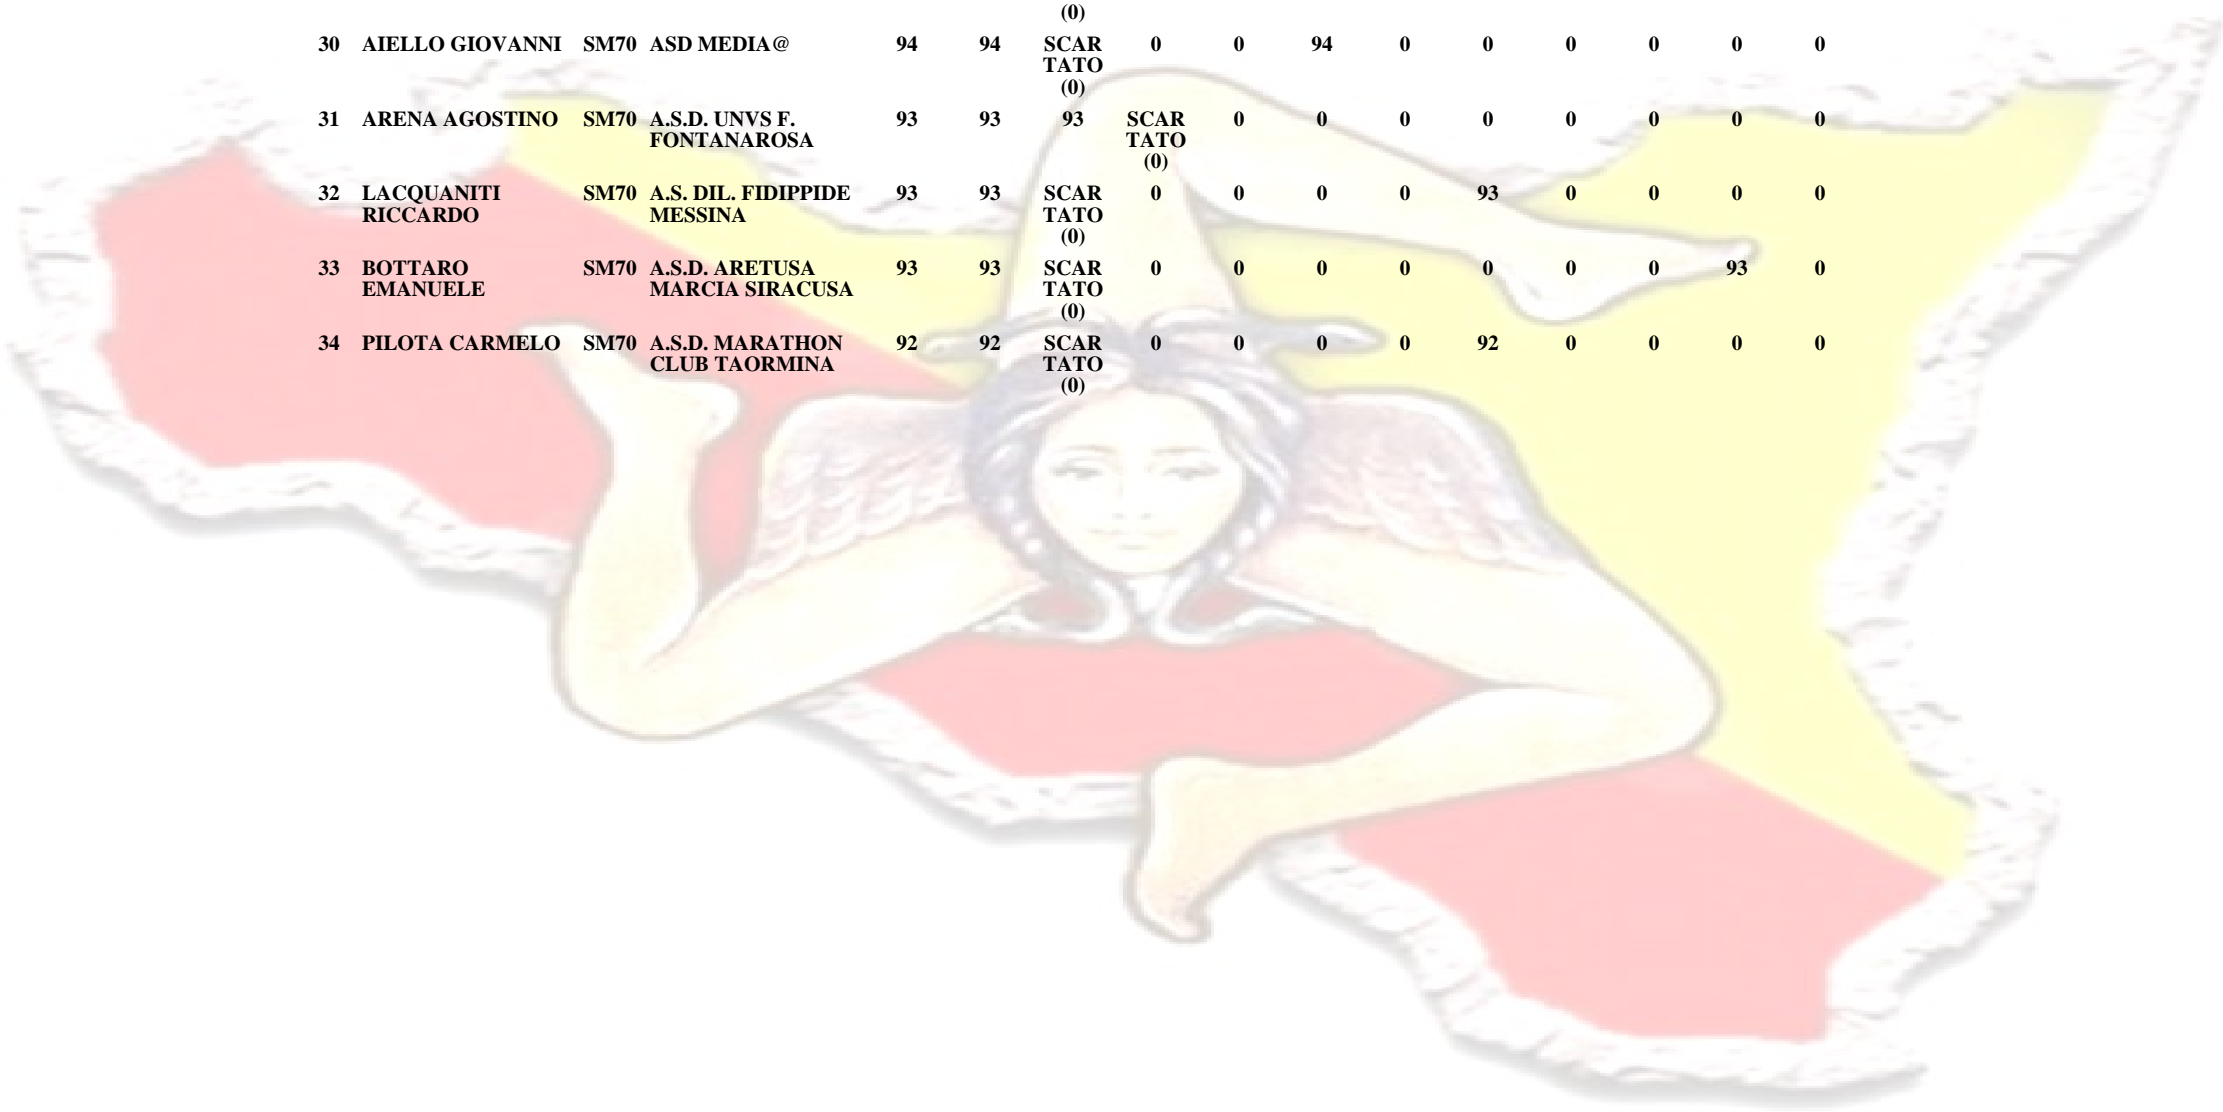 (0)
30 AIELLO GIOVANNI SM70 ASD MEDIA@ 94 94 SCAR 0 0 94 0 0 0 0 0 0
TATO
(0)
31 ARENA AGOSTINO SM70 A.S.D. UNVS F. 93 93 93 SCAR 0 0 0 0 0 0 0 0
FONTANAROSA TATO
(0)
32 LACQUANITI SM70 A.S. DIL. FIDIPPIDE 93 93 SCAR 0 0 0 0 93 0 0 0 0
RICCARDO MESSINA TATO
(0)
33 BOTTARO SM70 A.S.D. ARETUSA 93 93 SCAR 0 0 0 0 0 0 0 93 0
EMANUELE MARCIA SIRACUSA TATO
(0)
34 PILOTA CARMELO SM70 A.S.D. MARATHON 92 92 SCAR 0 0 0 0 92 0 0 0 0
CLUB TAORMINA TATO
(0)